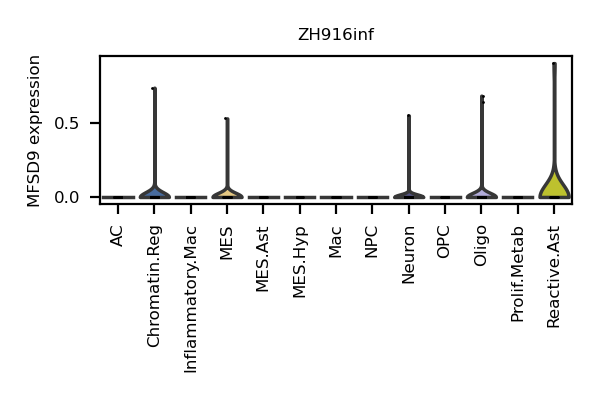 ZH916inf
MFSD9 expression
0.5
0.0
AC
Chromatin.Reg
Inflammatory.Mac
MES
MES.Ast
MES.Hyp
Mac
NPC
Neuron
OPC
Oligo
Prolif.Metab
Reactive.Ast